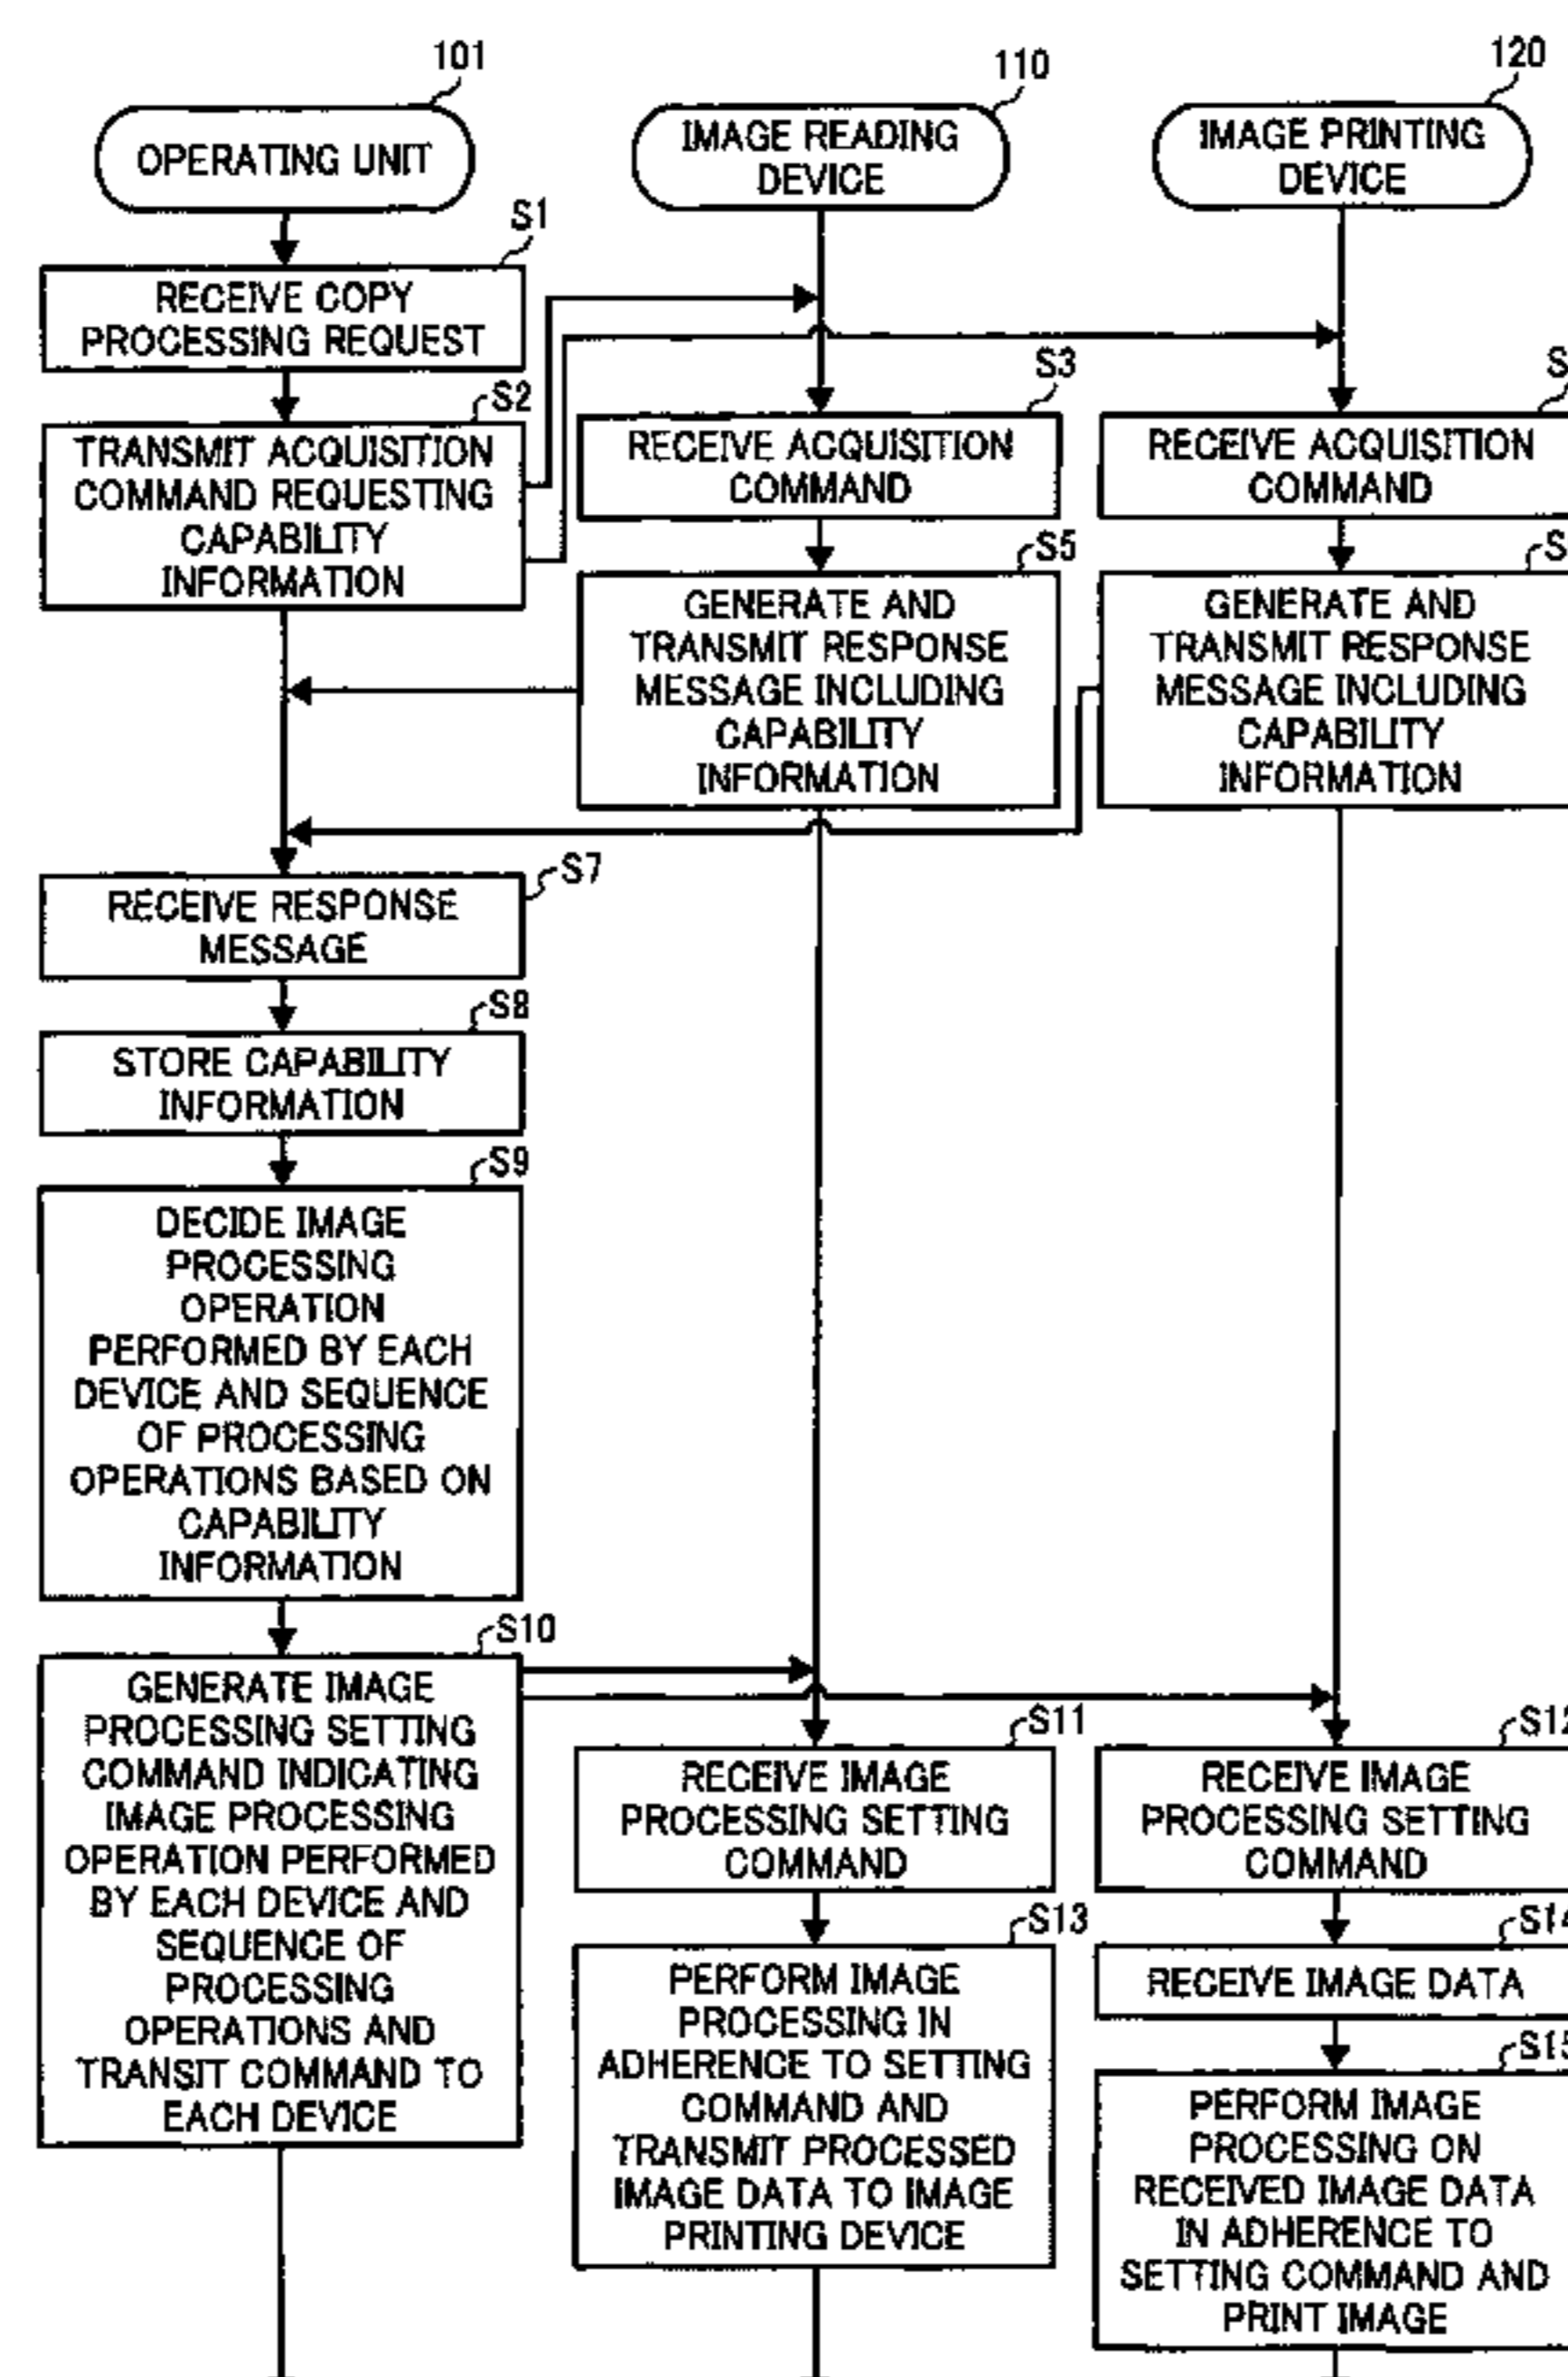 101
OPERATING UNIT
110
IMAGE READING
DEVICE
120
IMAGE PRINTING
DEVICE
S1
RECEIVE COPY
PROCESSING REQUEST
S2
TRANSMIT ACQUISITION
COMMAND REQUESTING
CAPABILITY
INFORMATION
S3
RECEIVE ACQUISITION
COMMAND
RECEIVE ACQUISITION
COMMAND
S5
GENERATE AND
TRANSMIT RESPONSE
MESSAGE INCLUDING
CAPABILITY
INFORMATION
GENERATE AND
TRANSMIT RESPONSE
MESSAGE INCLUDING
CAPABILITY
INFORMATION
S7
RECEIVE RESPONSE
MESSAGE
S8
STORE CAPABILITY
INFORMATION
S9
DECIDE IMAGE
PROCESSING
OPERATION
PERFORMED BY EACH
DEVICE AND SEQUENCE
OF PROCESSING
OPERATIONS BASED ON
CAPABILITY
INFORMATION
S10
GENERATE IMAGE
PROCESSING SETTING
COMMAND INDICATING
IMAGE PROCESSING
OPERATION PERFORMED
BY EACH DEVICE AND
SEQUENCE OF
PROCESSING
OPERATIONS AND
TRANSIT COMMAND TO
EACH DEVICE
S11
RECEIVE IMAGE
PROCESSING SETTING
COMMAND
S12
RECEIVE IMAGE
PROCESSING SETTING
COMMAND
S13
PERFORM IMAGE
PROCESSING IN
ADHERENCE TO SETTING
COMMAND AND
TRANSMIT PROCESSED
IMAGE DATA TO IMAGE
PRINTING DEVICE
S14
RECEIVE IMAGE DATA
S15
PERFORM IMAGE
PROCESSING ON
RECEIVED IMAGE DATA
IN ADHERENCE TO
SETTING COMMAND AND
PRINT IMAGE